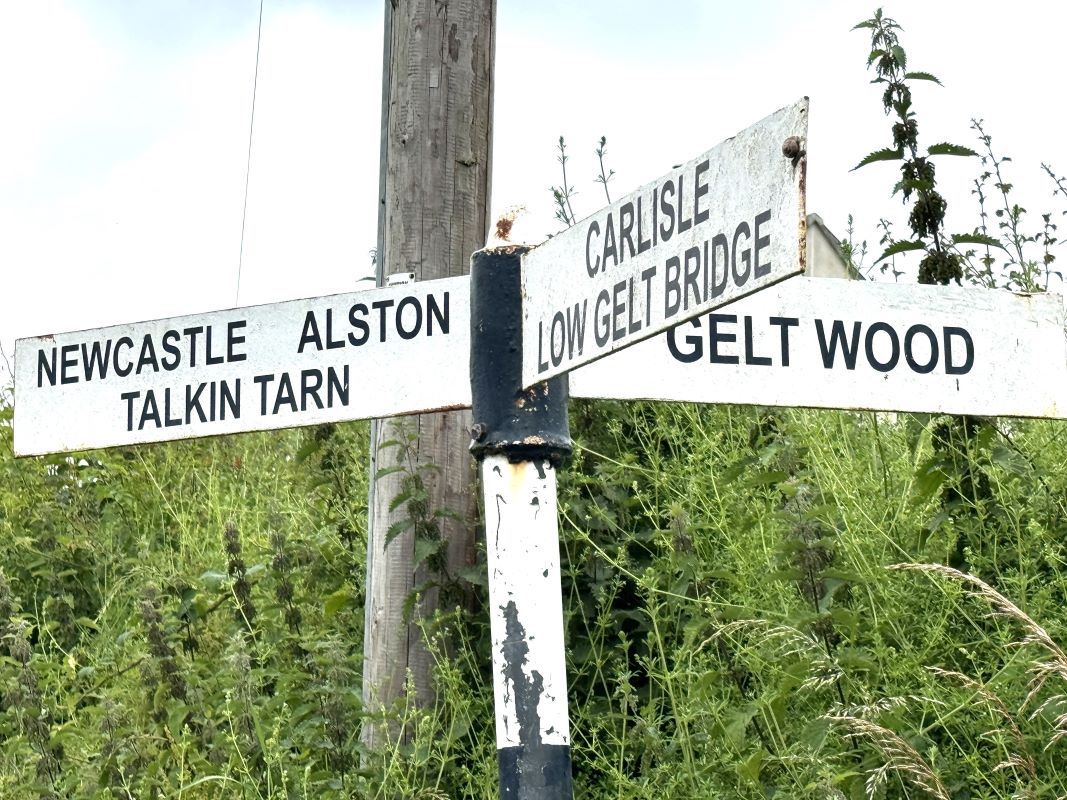 NEWCASTLE ALSTON
TALKIN TARN
CARLISLE
LOW GELT BRIDGE
GELT WOOD